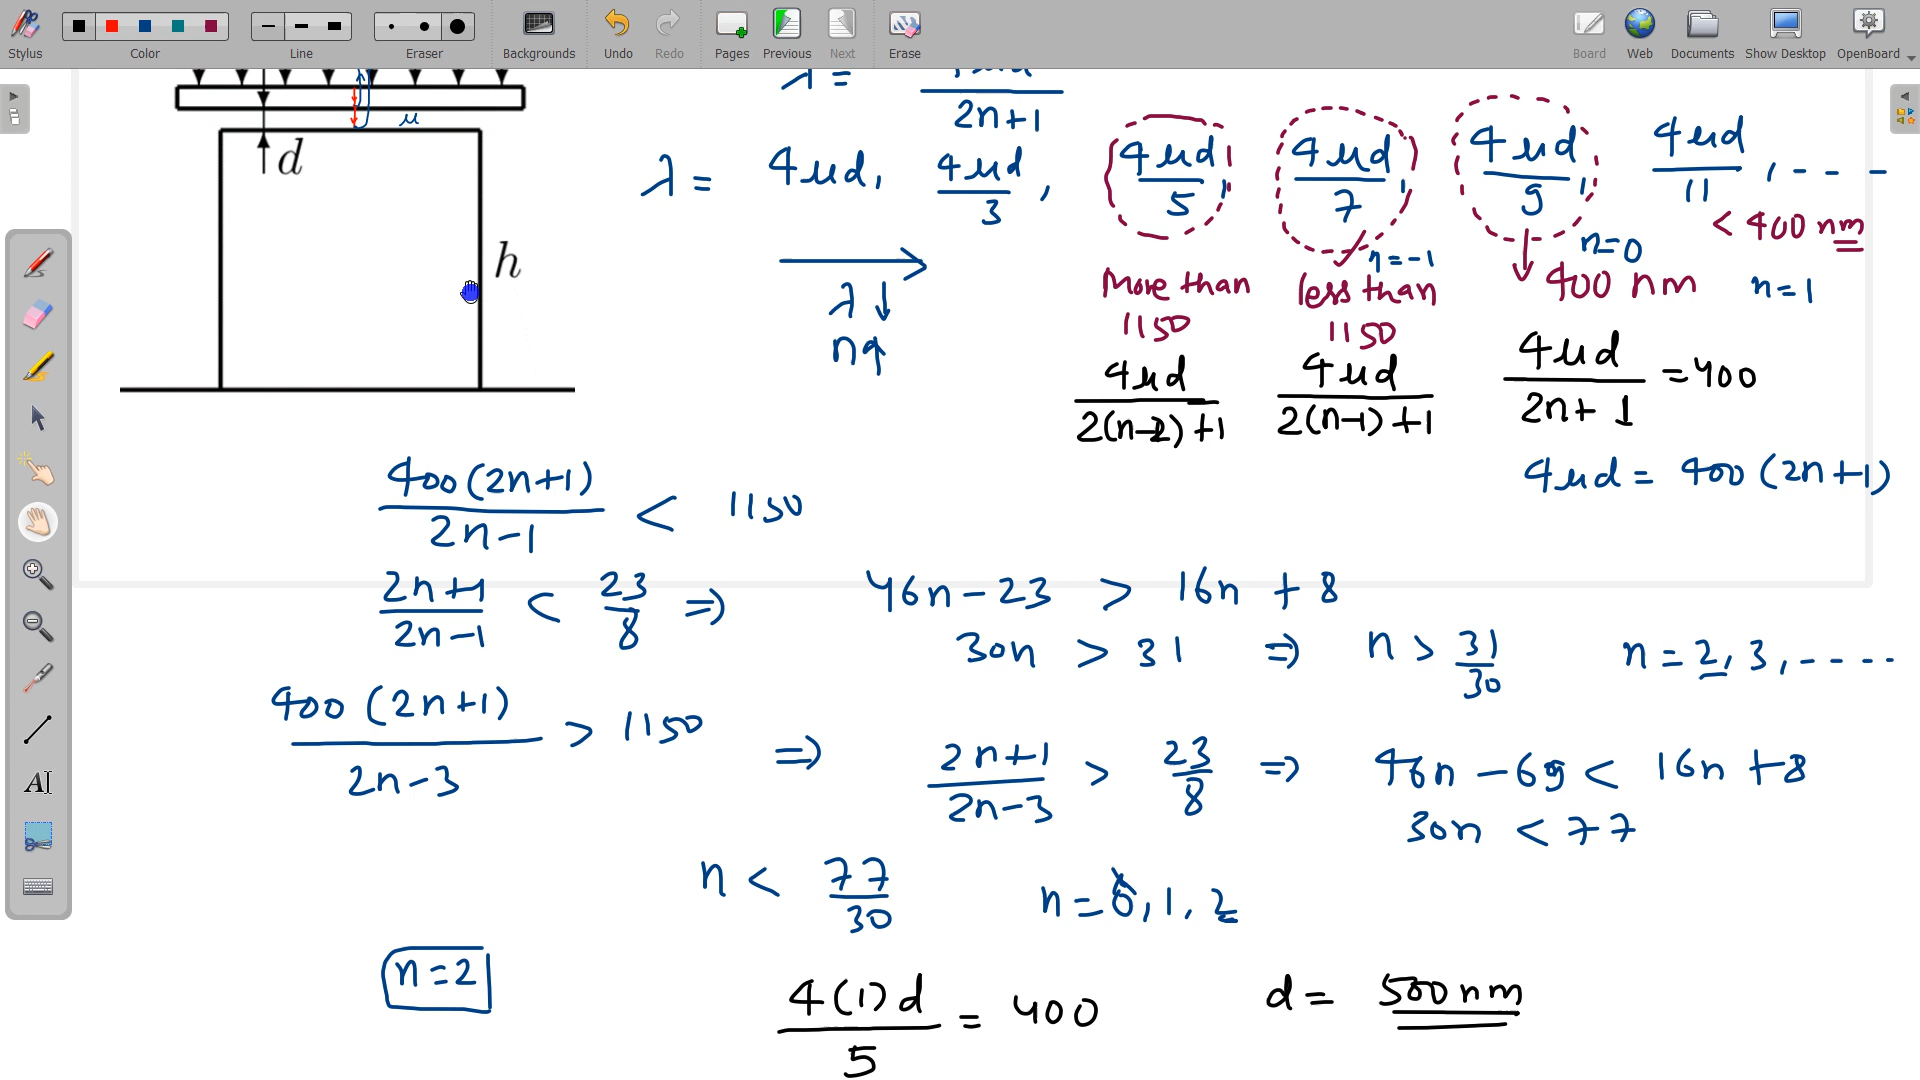 Stylus Color Line Eraser Backgrounds Undo Redo Pages Previous Next Erase Board Web Documents Show Desktop OpenBoard
λ = /(2n+1)
μ
d
h
λ = 4μd, 4μd/3, 4μd/5, 4μd/7, 4μd/9, 4μd/11, ----
< 400 nm
n=-1
n=0
λ↓
n↑
More than 1150
less than 1150
400 nm
n=1
4μd/(2(n-2)+1)
4μd/(2(n-1)+1)
4μd/(2n+1) = 400
4μd = 400 (2n+1)
400(2n+1)/(2n-1) < 1150
(2n+1)/(2n-1) < 23/8 ⇒ 46n-23 > 16n + 8
30n > 31 ⇒ n > 31/30 n = 2, 3, ----
400 (2n+1)/(2n-3) > 1150 ⇒ (2n+1)/(2n-3) > 23/8 ⇒ 46n - 69 < 16n + 8
30n < 77
n < 77/30 n = 0, 1, 2
n=2
4(1)d/5 = 400 d = 500 nm
AI